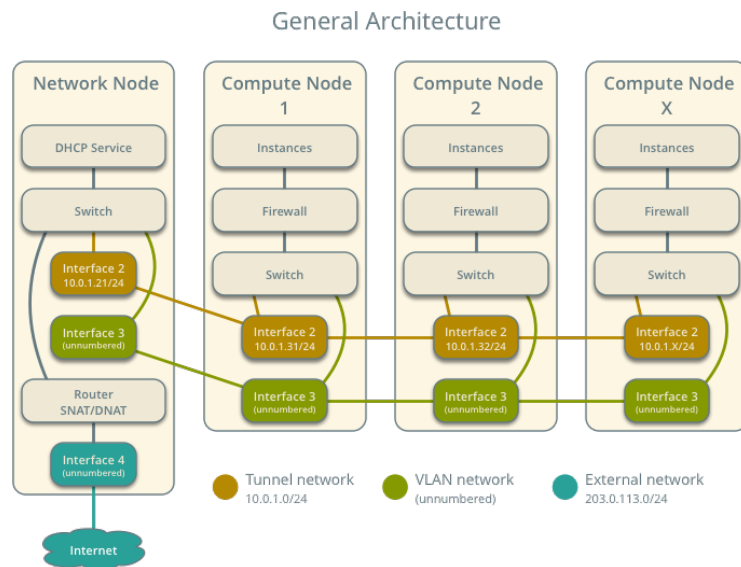 General Architecture
Network Node
DHCP Service
Switch
Interface 2
10.0.1.21/24
Interface 3
(unnumbered)
Router
SNAT/DNAT
Interface 4
(unnumbered)
Internet
Compute Node
1
Instances
Firewall
Switch
Interface 2
10.0.1.31/24
Interface 3
(unnumbered)
Compute Node
2
Instances
Firewall
Switch
Interface 2
10.0.1.32/24
Interface 3
(unnumbered)
Compute Node
X
Instances
Firewall
Switch
Interface 2
10.0.1.X/24
Interface 3
(unnumbered)
Tunnel network
10.0.1.0/24
VLAN network
(unnumbered)
External network
203.0.113.0/24